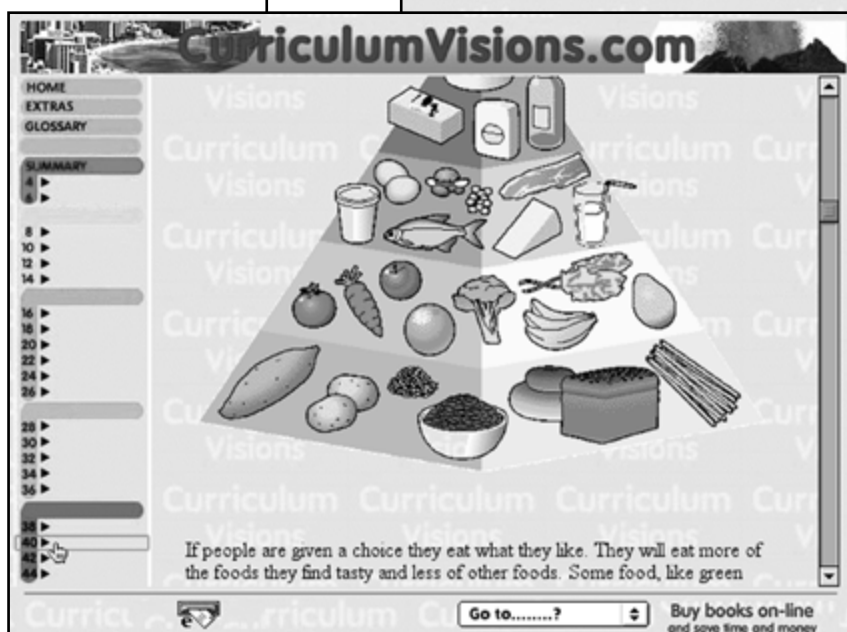 CurriculumVisions.com
HOME
EXTRAS
GLOSSARY
SUMMARY
4
6
8
10
12
14
16
18
20
22
24
26
28
30
32
34
36
38
40
42
44
If people are given a choice they eat what they like. They will eat more of
the foods they find tasty and less of other foods. Some food, like green
Go to........?
Buy books on-line
and save time and money